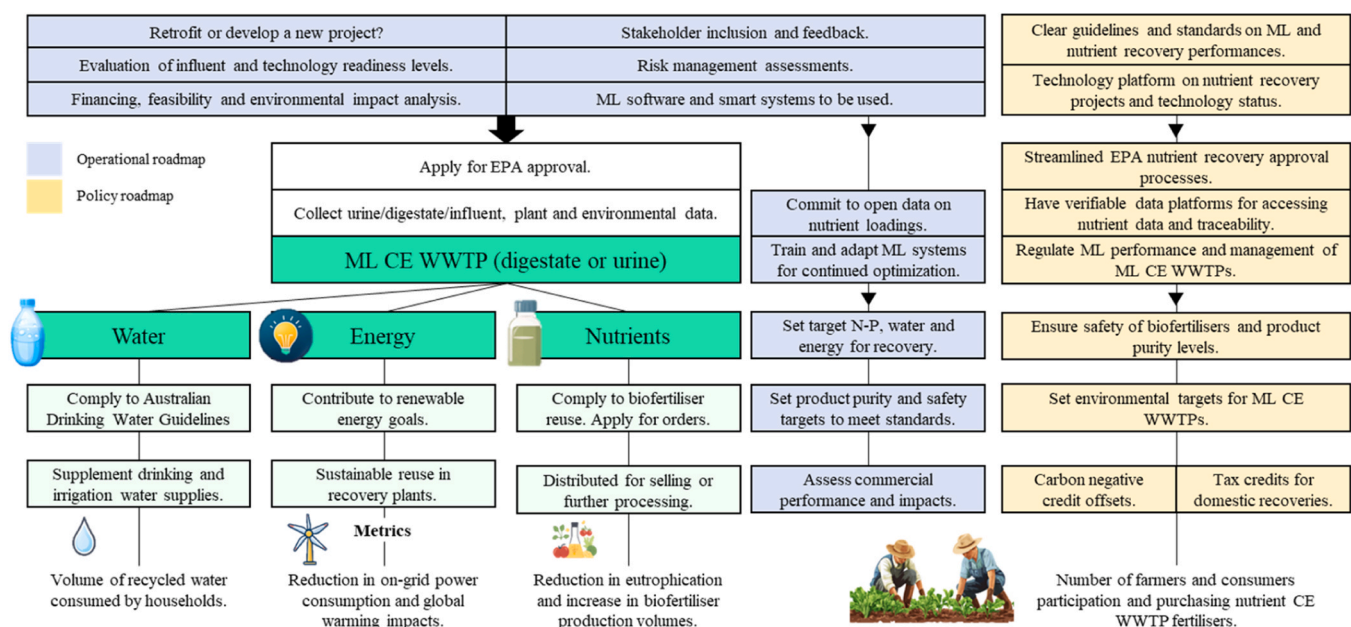 Retrofit or develop a new project?
Stakeholder inclusion and feedback.
Evaluation of influent and technology readiness levels.
Risk management assessments.
Financing, feasibility and environmental impact analysis.
ML software and smart systems to be used.
Clear guidelines and standards on ML and
nutrient recovery performances.
Technology platform on nutrient recovery
projects and technology status.
Operational roadmap
Policy roadmap
Apply for EPA approval.
Collect urine/digestate/influent, plant and environmental data.
ML CE WWTP (digestate or urine)
Commit to open data on
nutrient loadings.
Train and adapt ML systems
for continued optimization.
Streamlined EPA nutrient recovery approval
processes.
Have verifiable data platforms for accessing
nutrient data and traceability.
Regulate ML performance and management of
ML CE WWTPs.
Water
Energy
Nutrients
Set target N-P, water and
energy for recovery.
Ensure safety of biofertilisers and product
purity levels.
Comply to Australian
Drinking Water Guidelines
Contribute to renewable
energy goals.
Comply to biofertiliser
reuse. Apply for orders.
Set product purity and safety
targets to meet standards.
Set environmental targets for ML CE
WWTPs.
Supplement drinking and
irrigation water supplies.
Sustainable reuse in
recovery plants.
Distributed for selling or
further processing.
Assess commercial
performance and impacts.
Carbon negative
credit offsets.
Tax credits for
domestic recoveries.
Metrics
Volume of recycled water
consumed by households.
Reduction in on-grid power
consumption and global
warming impacts.
Reduction in eutrophication
and increase in biofertiliser
production volumes.
Number of farmers and consumers
participation and purchasing nutrient CE
WWTP fertilisers.